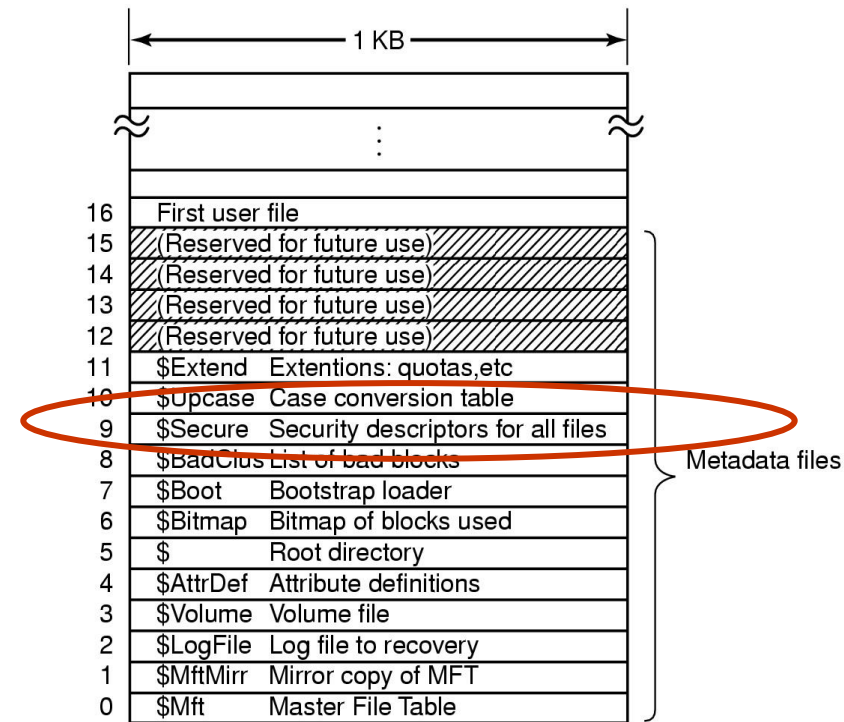 1 KB
16 First user file
15 (Reserved for future use)
14 (Reserved for future use)
13 (Reserved for future use)
12 (Reserved for future use)
11 $Extend Extentions: quotas,etc
10 $Upcase Case conversion table
9 $Secure Security descriptors for all files
8 $BadClus List of bad blocks
Metadata files
7 $Boot Bootstrap loader
6 $Bitmap Bitmap of blocks used
5 $ Root directory
4 $AttrDef Attribute definitions
3 $Volume Volume file
2 $LogFile Log file to recovery
1 $MftMirr Mirror copy of MFT
0 $Mft Master File Table